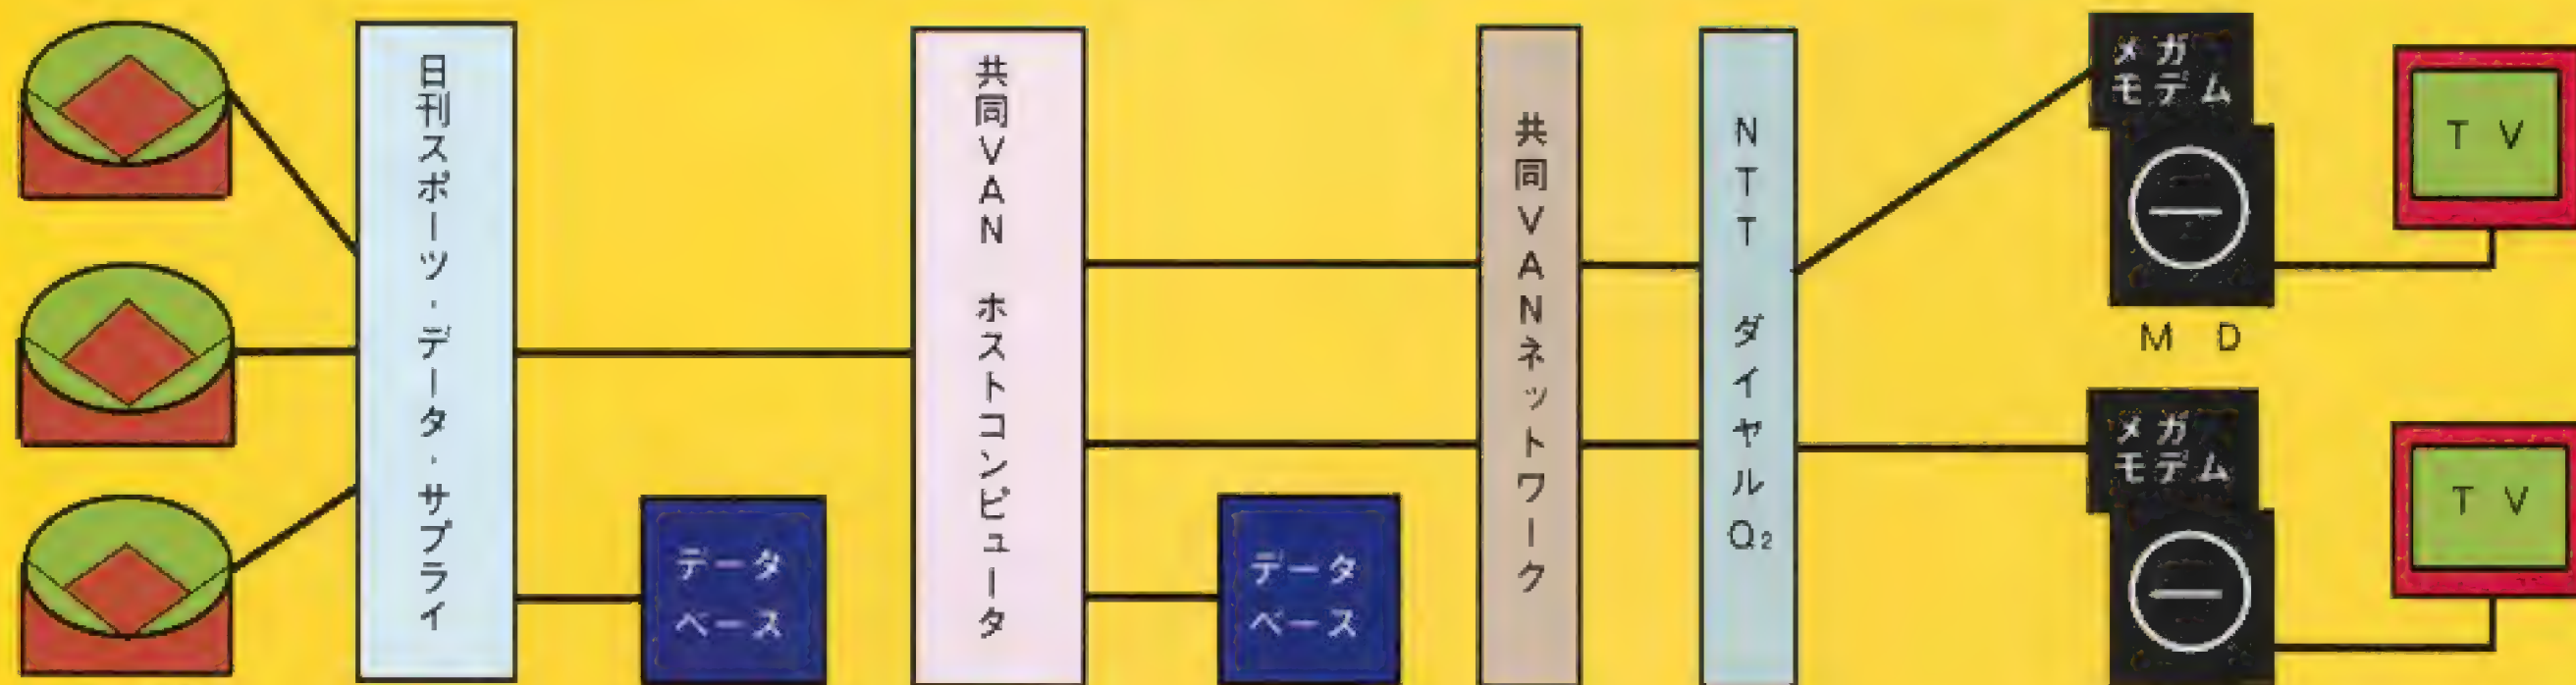 日刊スポーツ・データ・サプライ
データ
ベース
共同VAN ホストコンピュータ
データ
ベース
共同VANネットワーク
NTT ダイヤルQ2
メガ
モデム
MD
TV
メガ
モデム
TV